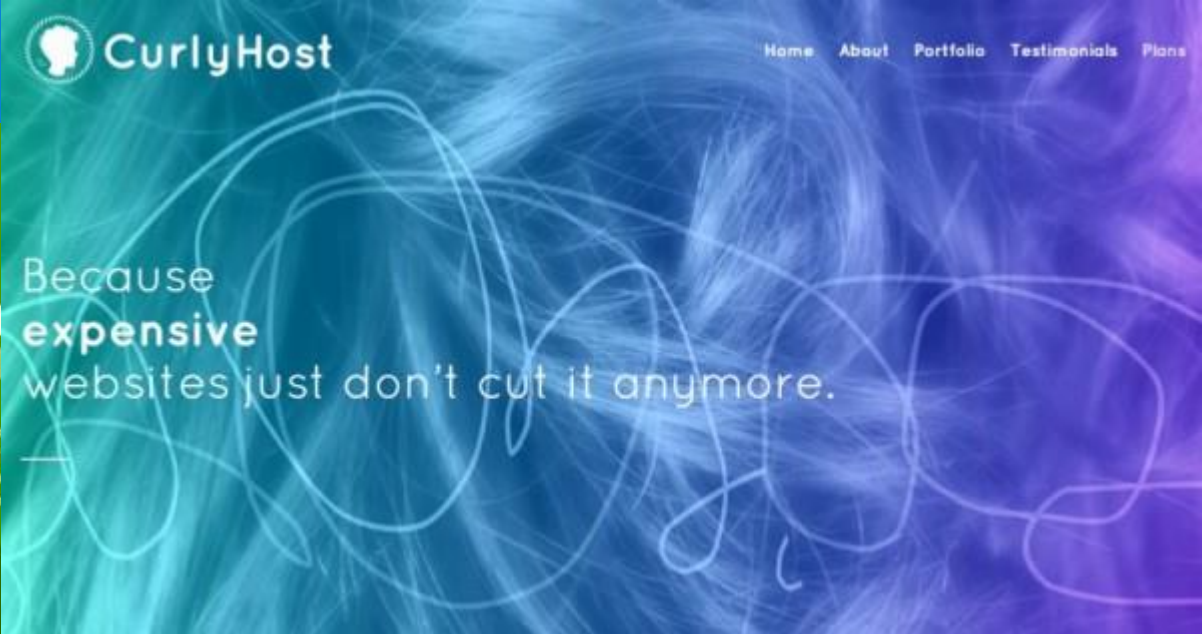 CurlyHost
Home About Portfolio Testimonials Plans
Because
expensive
websites just don't cut it anymore.